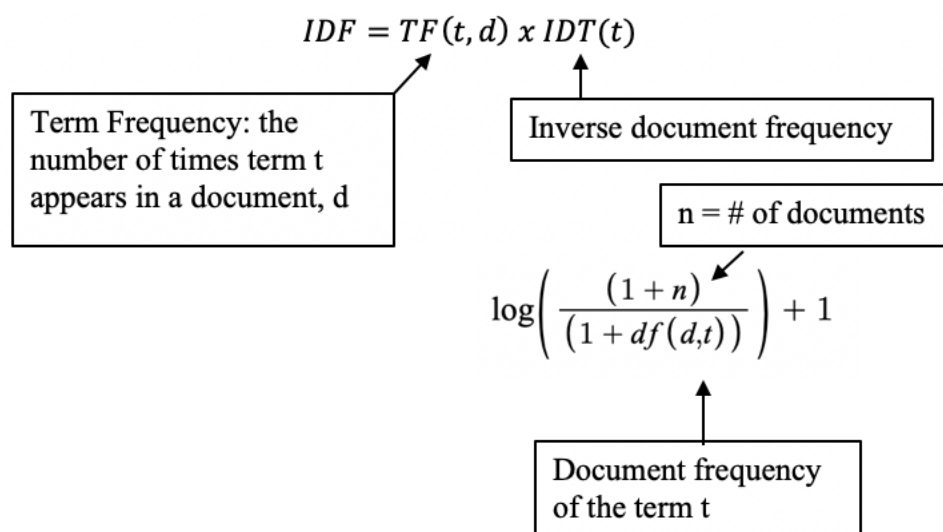 IDF = TF(t,d) x IDT(t)
Term Frequency: the
number of times term t
appears in a document, d
Inverse document frequency
n = # of documents
log( (1 + n) / (1 + df(d,t)) ) + 1
Document frequency
of the term t